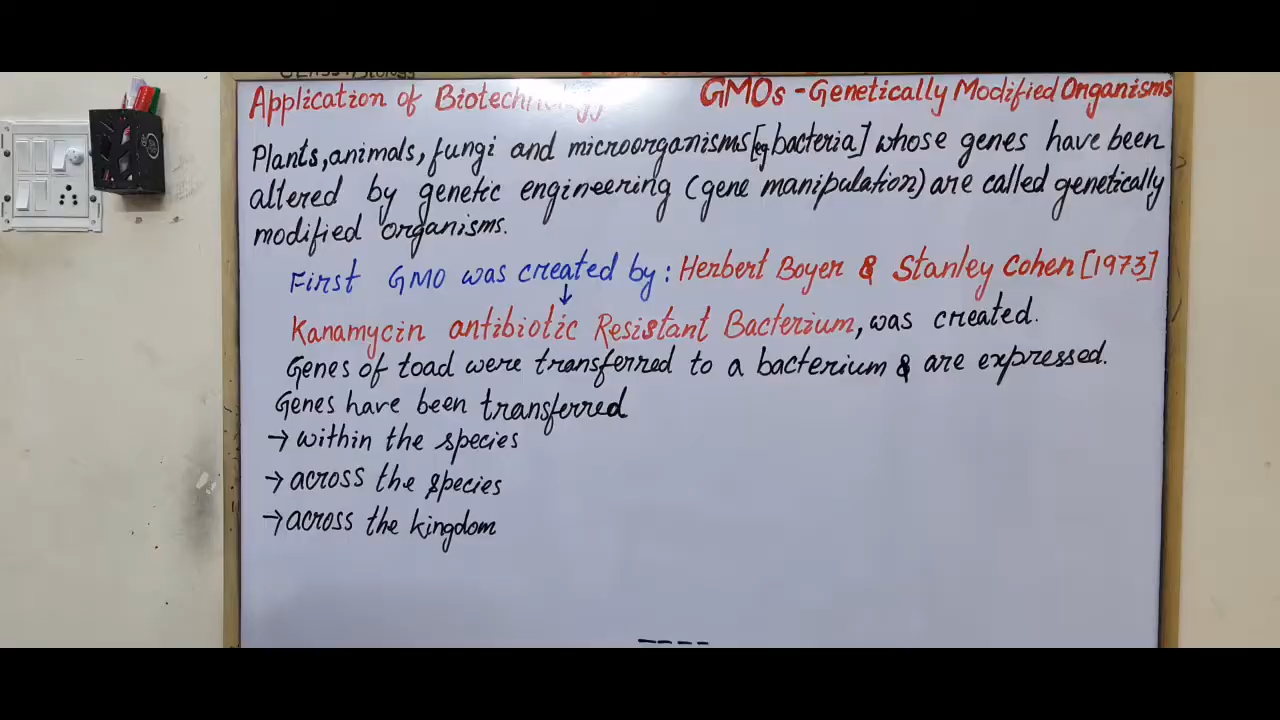 CLASS: Biology
Application of Biotechnology
GMOs - Genetically Modified Organisms
Plants, animals, fungi and microorganisms [eg bacteria] whose genes have been
altered by genetic engineering (gene manipulation) are called genetically
modified organisms.
First GMO was created by: Herbert Boyer & Stanley Cohen [1973]
↓
Kanamycin antibiotic Resistant Bacterium, was created.
Genes of toad were transferred to a bacterium & are expressed.
Genes have been transferred
→ within the species
→ across the species
→ across the kingdom